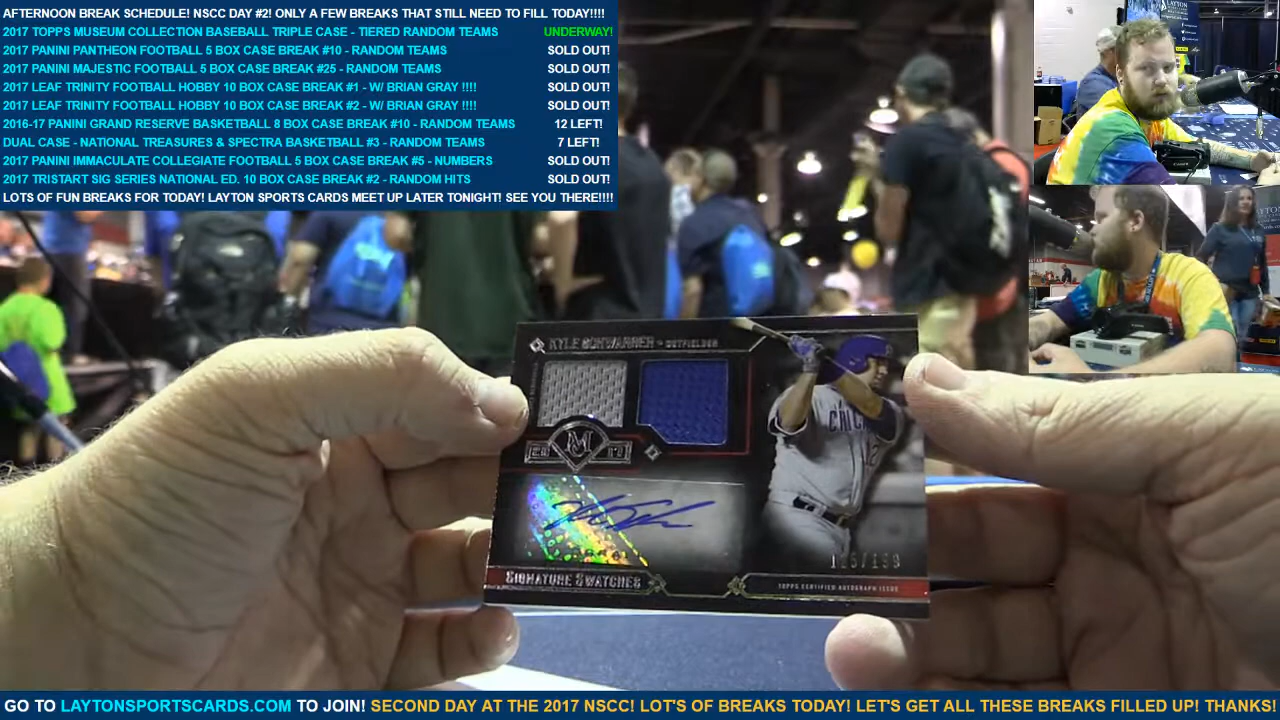 AFTERNOON BREAK SCHEDULE! NSCC DAY #2! ONLY A FEW BREAKS THAT STILL NEED TO FILL TODAY!!!!
2017 TOPPS MUSEUM COLLECTION BASEBALL TRIPLE CASE - TIERED RANDOM TEAMS UNDERWAY!
2017 PANINI PANTHEON FOOTBALL 5 BOX CASE BREAK #10 - RANDOM TEAMS SOLD OUT!
2017 PANINI MAJESTIC FOOTBALL 5 BOX CASE BREAK #25 - RANDOM TEAMS SOLD OUT!
2017 LEAF TRINITY FOOTBALL HOBBY 10 BOX CASE BREAK #1 - W/ BRIAN GRAY !!!! SOLD OUT!
2017 LEAF TRINITY FOOTBALL HOBBY 10 BOX CASE BREAK #2 - W/ BRIAN GRAY !!!! SOLD OUT!
2016-17 PANINI GRAND RESERVE BASKETBALL 8 BOX CASE BREAK #10 - RANDOM TEAMS 12 LEFT!
DUAL CASE - NATIONAL TREASURES & SPECTRA BASKETBALL #3 - RANDOM TEAMS 7 LEFT!
2017 PANINI IMMACULATE COLLEGIATE FOOTBALL 5 BOX CASE BREAK #5 - NUMBERS SOLD OUT!
2017 TRISTART SIG SERIES NATIONAL ED. 10 BOX CASE BREAK #2 - RANDOM HITS SOLD OUT!
LOTS OF FUN BREAKS FOR TODAY! LAYTON SPORTS CARDS MEET UP LATER TONIGHT! SEE YOU THERE!!!!
LAYTON
KYLE SCHWARBER • OUTFIELDER
M
2017
SIGNATURE SWATCHES
TOPPS CERTIFIED AUTOGRAPH ISSUE
GO TO LAYTONSPORTSCARDS.COM TO JOIN! SECOND DAY AT THE 2017 NSCC! LOT'S OF BREAKS TODAY! LET'S GET ALL THESE BREAKS FILLED UP! THANKS!